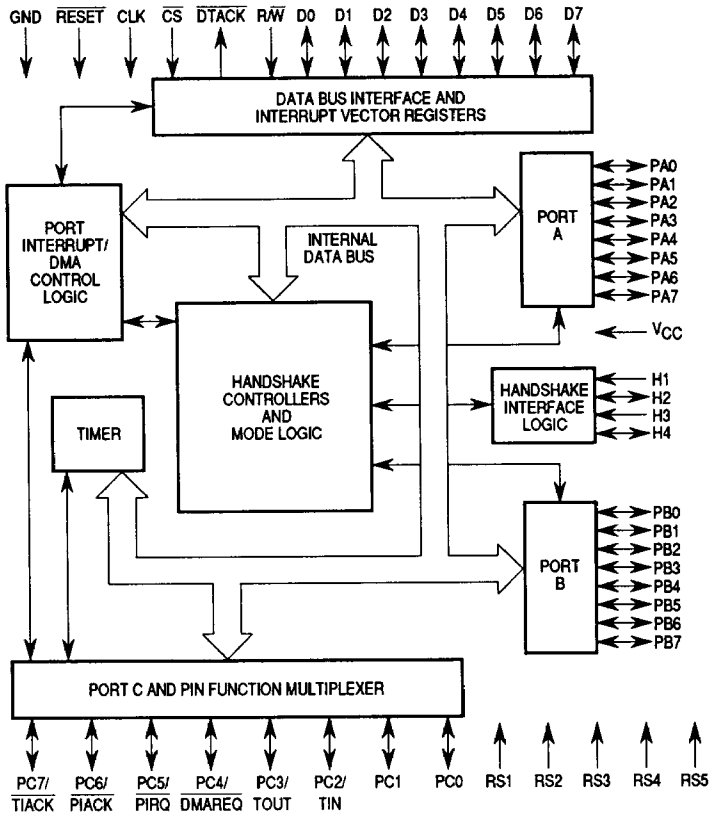 GND RESET CLK CS DTACK R/W D0 D1 D2 D3 D4 D5 D6 D7
DATA BUS INTERFACE AND
INTERRUPT VECTOR REGISTERS
PORT
INTERRUPT/
DMA
CONTROL
LOGIC
INTERNAL
DATA BUS
PORT
A
PA0
PA1
PA2
PA3
PA4
PA5
PA6
PA7
VCC
HANDSHAKE
CONTROLLERS
AND
MODE LOGIC
HANDSHAKE
INTERFACE
LOGIC
H1
H2
H3
H4
TIMER
PORT
B
PB0
PB1
PB2
PB3
PB4
PB5
PB6
PB7
PORT C AND PIN FUNCTION MULTIPLEXER
PC7/ PC6/ PC5/ PC4/ PC3/ PC2/ PC1 PC0 RS1 RS2 RS3 RS4 RS5
TIACK PIACK PIRQ DMAREQ TOUT TIN